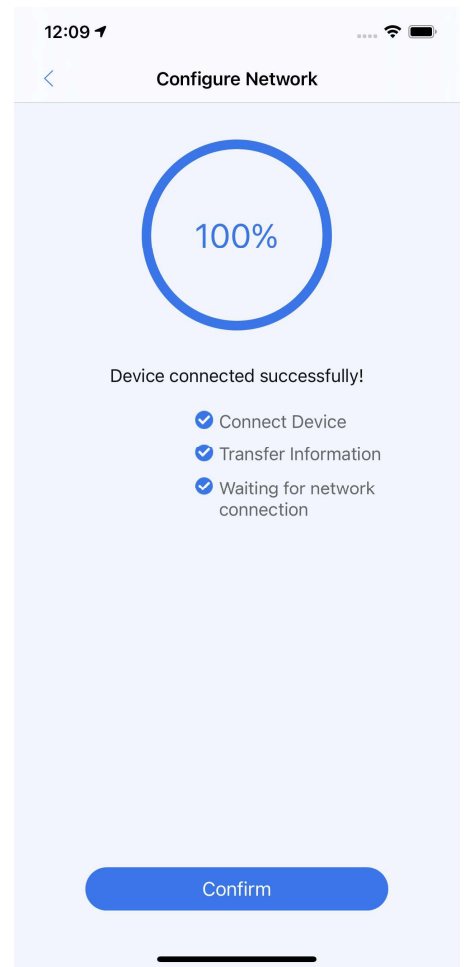 12:09
Configure Network
100%
Device connected successfully!
Connect Device
Transfer Information
Waiting for network
connection
Confirm